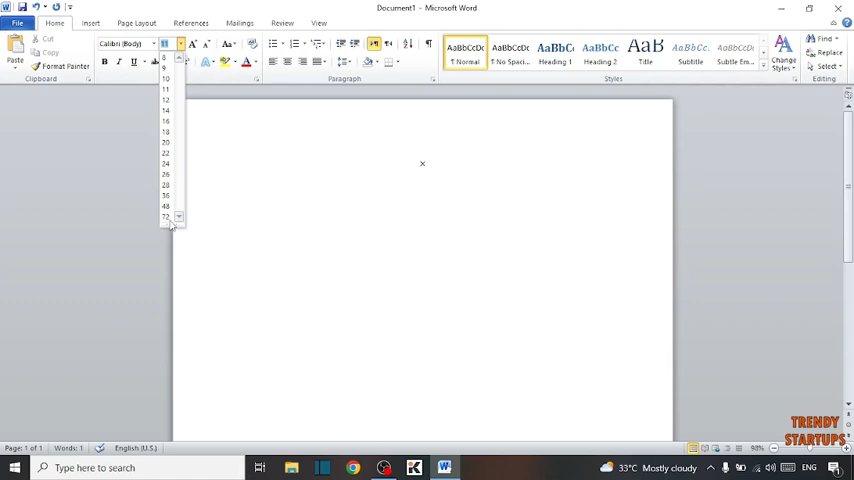 Document1 - Microsoft Word
File Home Insert Page Layout References Mailings Review View
Cut
Copy
Format Painter
Paste
Clipboard
Calibri (Body) 11
B I U
Aa
A
Paragraph
AaBbCcDc AaBbCcDc AaBbC AaBbCc AaB AaBbCc. AaBbCc.
¶ Normal ¶ No Spaci... Heading 1 Heading 2 Title Subtitle Subtle Em...
Styles
Change
Styles
Find
Replace
Select
Editing
8
9
10
11
12
14
16
18
20
22
24
26
28
36
48
72
×
TRENDY
STARTUPS
Page: 1 of 1 Words: 1 English (U.S.) 98%
Type here to search
33°C Mostly cloudy ENG